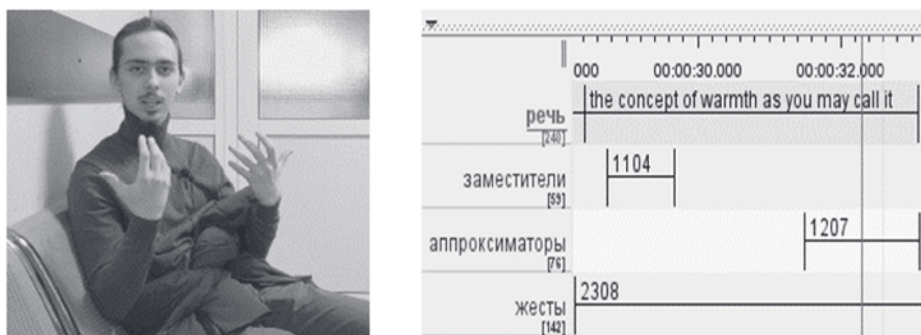 000 00:00:30.000 00:00:32.000
the concept of warmth as you may call it
речь
[240]
1104
заместители
[59]
1207
аппроксиматоры
[76]
2308
жесты
[142]